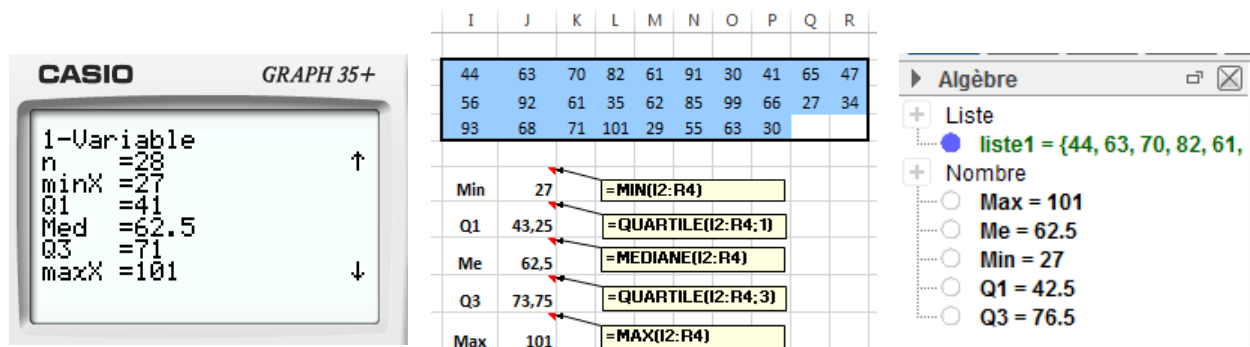 CASIO GRAPH 35+
1-Variable
n =28 ↑
minX =27
Q1 =41
Med =62.5
Q3 =71
maxX =101 ↓
I J K L M N O P Q R
44 63 70 82 61 91 30 41 65 47
56 92 61 35 62 85 99 66 27 34
93 68 71 101 29 55 63 30
Min 27 =MIN(I2:R4)
Q1 43,25 =QUARTILE(I2:R4;1)
Me 62,5 =MEDIANE(I2:R4)
Q3 73,75 =QUARTILE(I2:R4;3)
Max 101 =MAX(I2:R4)
Algèbre
Liste
liste1 = {44, 63, 70, 82, 61,
Nombre
Max = 101
Me = 62.5
Min = 27
Q1 = 42.5
Q3 = 76.5